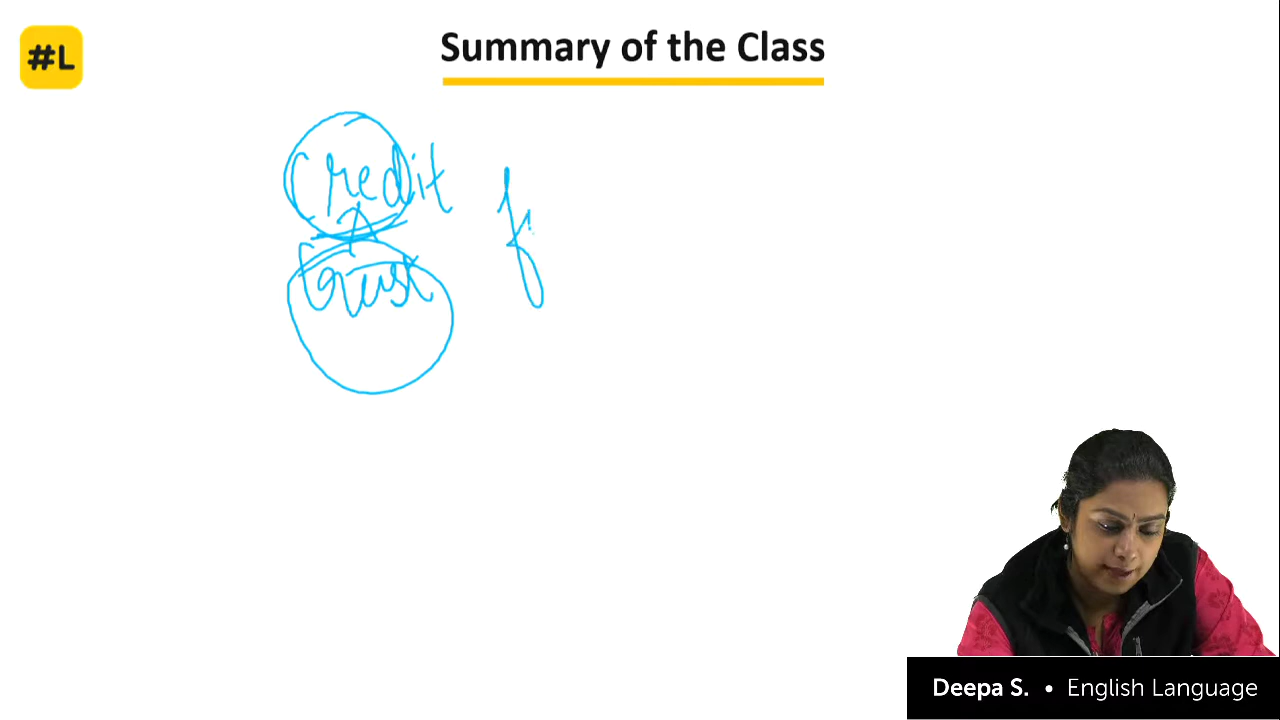 #L
Summary of the Class
Credit
trust
f
Deepa S. • English Language